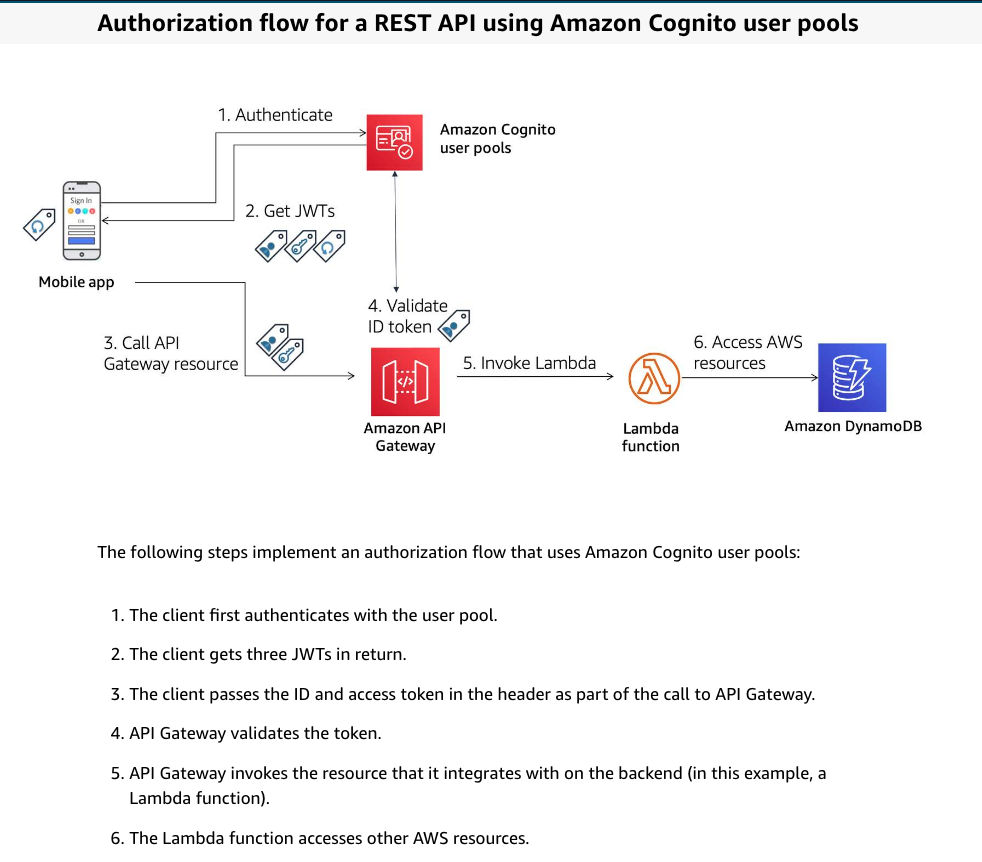 Authorization flow for a REST API using Amazon Cognito user pools
1. Authenticate
Amazon Cognito
user pools
Sign In
OR
2. Get JWTs
Mobile app
4. Validate
ID token
3. Call API
Gateway resource
5. Invoke Lambda
6. Access AWS
resources
Amazon API
Gateway
Lambda
function
Amazon DynamoDB
The following steps implement an authorization flow that uses Amazon Cognito user pools:
1. The client first authenticates with the user pool.
2. The client gets three JWTs in return.
3. The client passes the ID and access token in the header as part of the call to API Gateway.
4. API Gateway validates the token.
5. API Gateway invokes the resource that it integrates with on the backend (in this example, a
Lambda function).
6. The Lambda function accesses other AWS resources.